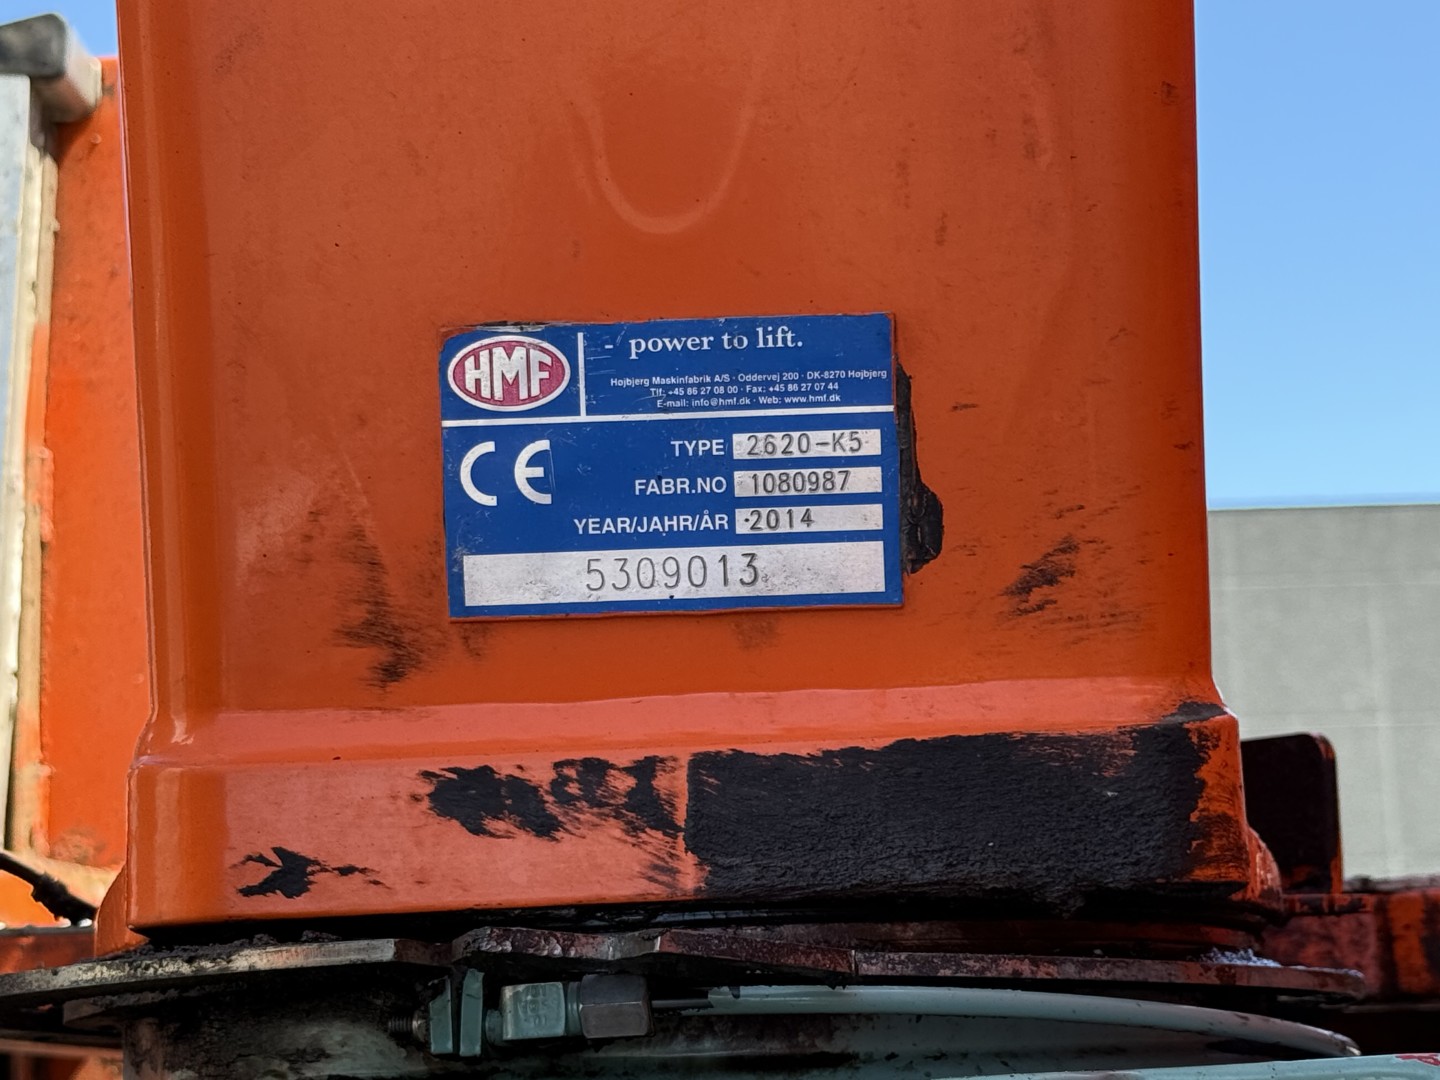 HMF
- power to lift.
Højbjerg Maskinfabrik A/S · Oddervej 200 · DK-8270 Højbjerg
Tlf: +45 86 27 08 00 · Fax: +45 86 27 07 44
E-mail: info@hmf.dk · Web: www.hmf.dk
CE
TYPE 2620-K5
FABR.NO 1080987
YEAR/JAHR/ÅR 2014
5309013